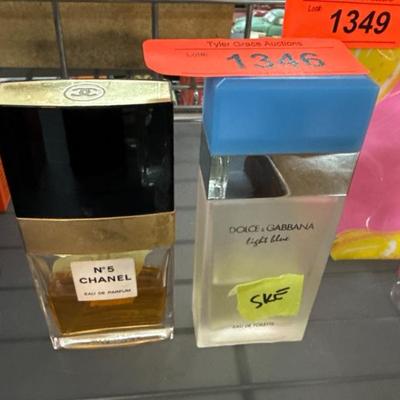 Lot#:
1349
Tyler Grace Auctions
Lot#:
1346
N°5
CHANEL
EAU DE PARFUM
DOLCE & GABBANA
light blue
SKE
EAU DE TOILETTE